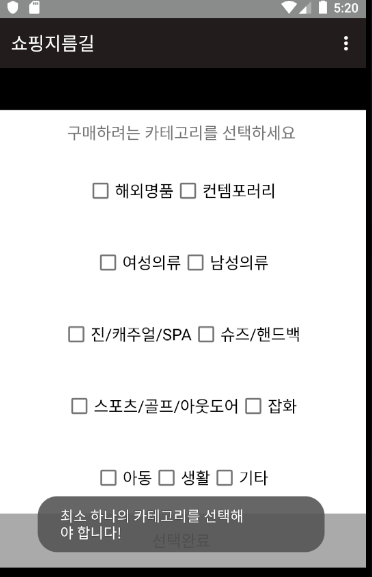 5:20
쇼핑지름길
구매하려는 카테고리를 선택하세요
해외명품 컨템포러리
여성의류 남성의류
진/캐주얼/SPA 슈즈/핸드백
스포츠/골프/아웃도어 잡화
아동 생활 기타
최소 하나의 카테고리를 선택해
야 합니다!
선택완료